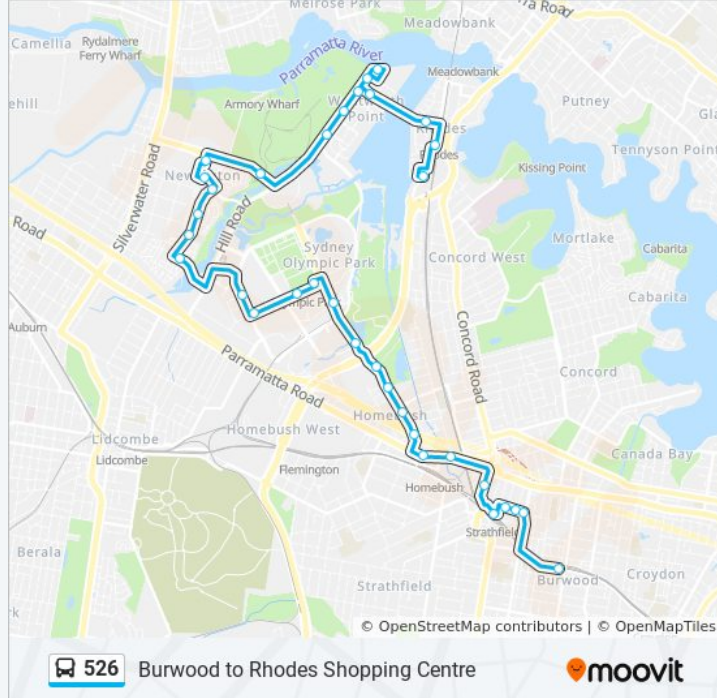 Melrose Park
Meadowbank
ra Road
Camellia
Rydalmere
Ferry Wharf
Parramatta River
Meadowbank
Putney
ehill
Armory Wharf
Point
Rhodes
Tennyson Point
Kissing Point
Silverwater Road
Hill Road
Mortlake
Road
Sydney
Olympic Park
Concord West
Cabarita
Cabarita
Auburn
Concord Road
Parramatta Road
Concord
Homebush
Lidcombe
Lidcombe
Homebush West
Canada Bay
Flemington
Homebush
Strathfield
Berala
Burwood
Croydon
Strathfield
© OpenStreetMap contributors | © OpenMapTiles
526 Burwood to Rhodes Shopping Centre
moovit